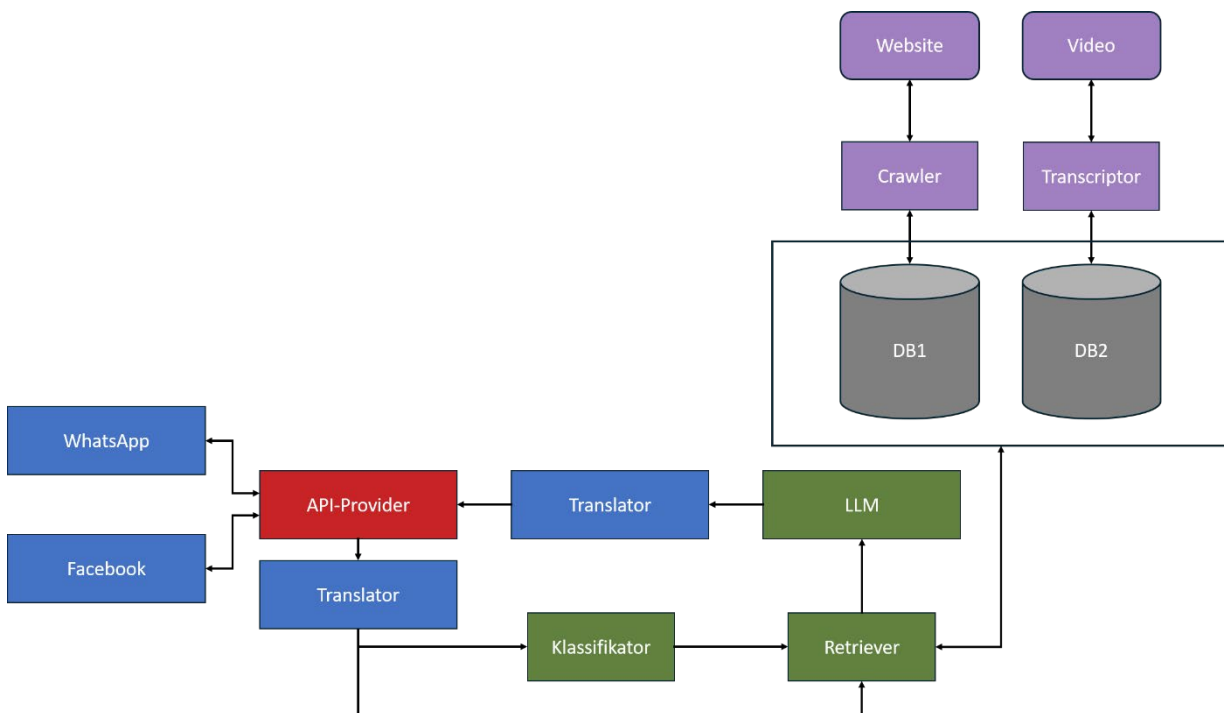 Website
Video
Crawler
Transcriptor
DB1
DB2
WhatsApp
API-Provider
Translator
LLM
Facebook
Translator
Klassifikator
Retriever